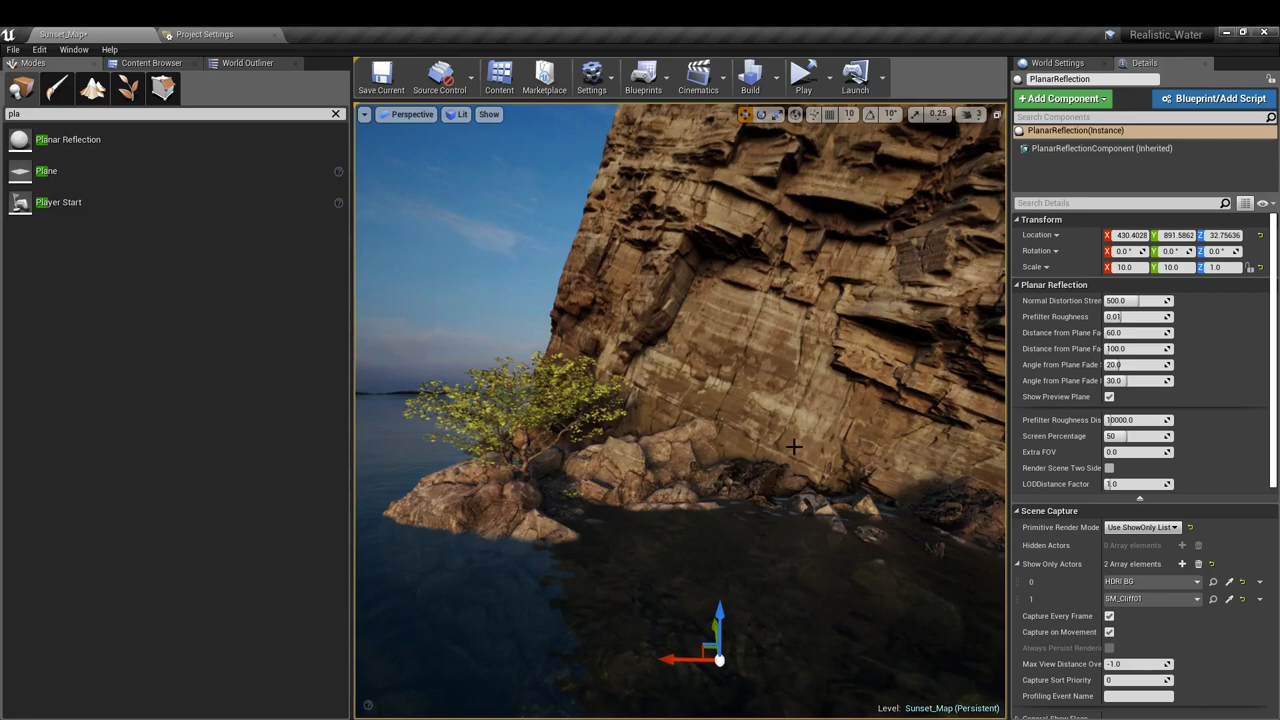 Sunset_Map•
Project Settings
Realistic_Water
File Edit Window Help
Modes
Content Browser
World Outliner
World Settings
Details
pla
Planar Reflection
Plane
Player Start
Save Current
Source Control
Content
Marketplace
Settings
Blueprints
Cinematics
Build
Play
Launch
Perspective
Lit
Show
10
10°
0.25
3
Level: Sunset_Map (Persistent)
PlanarReflection
+ Add Component
Blueprint/Add Script
Search Components
PlanarReflection(Instance)
PlanarReflectionComponent (Inherited)
Search Details
Transform
Location X 430.4028 Y 891.5862 Z 32.75636
Rotation X 0.0 ° Y 0.0 ° Z 0.0 °
Scale X 10.0 Y 10.0 Z 1.0
Planar Reflection
Normal Distortion Stren 500.0
Prefilter Roughness 0.01
Distance from Plane Fa 60.0
Distance from Plane Fa 100.0
Angle from Plane Fade 20.0
Angle from Plane Fade 30.0
Show Preview Plane
Prefilter Roughness Dis 10000.0
Screen Percentage 50
Extra FOV 0.0
Render Scene Two Side
LODDistance Factor 1.0
Scene Capture
Primitive Render Mode Use ShowOnly List
Hidden Actors 0 Array elements
Show Only Actors 2 Array elements
0 HDRI BG
1 SM_Cliff01
Capture Every Frame
Capture on Movement
Always Persist Renderin
Max View Distance Ove -1.0
Capture Sort Priority 0
Profiling Event Name